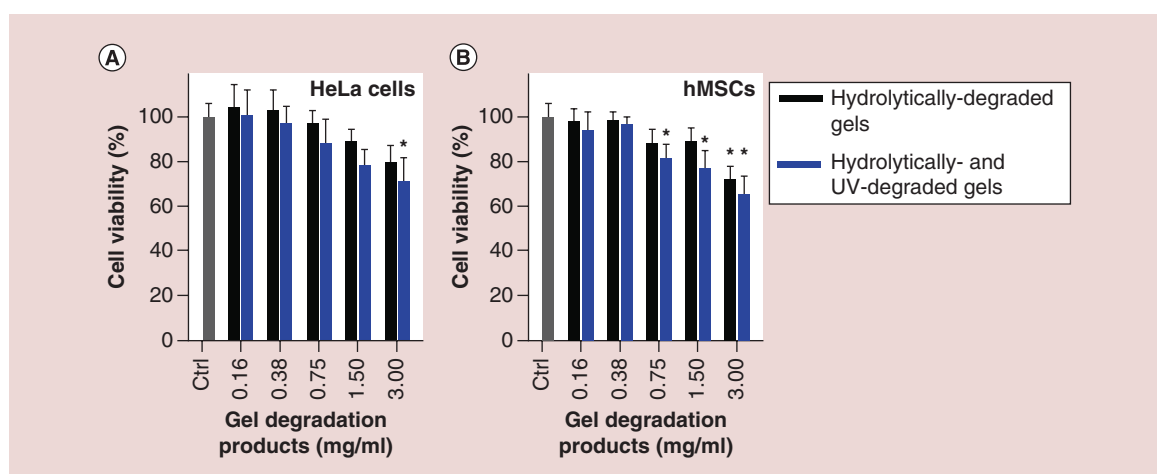 A
HeLa cells
Cell viability (%)
100
80
60
40
20
0
*
Ctrl
0.16
0.38
0.75
1.50
3.00
Gel degradation
products (mg/ml)
B
hMSCs
Cell viability (%)
100
80
60
40
20
0
*
*
* *
Ctrl
0.16
0.38
0.75
1.50
3.00
Gel degradation
products (mg/ml)
Hydrolytically-degraded
gels
Hydrolytically- and
UV-degraded gels